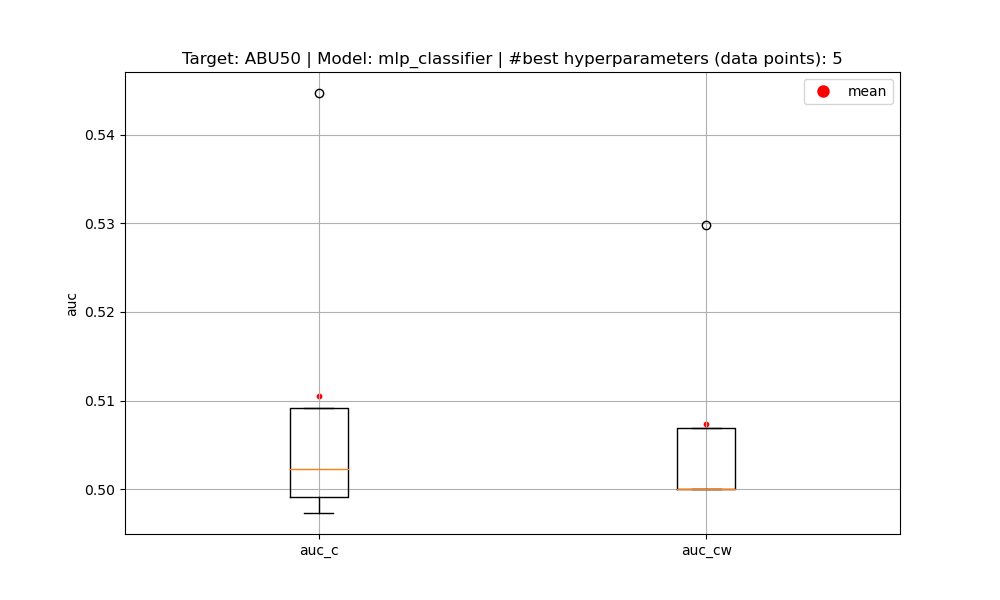 Target: ABU50 | Model: mlp_classifier | #best hyperparameters (data points): 5
mean
0.54
0.53
0.52
0.51
0.50
auc
auc_c
auc_cw